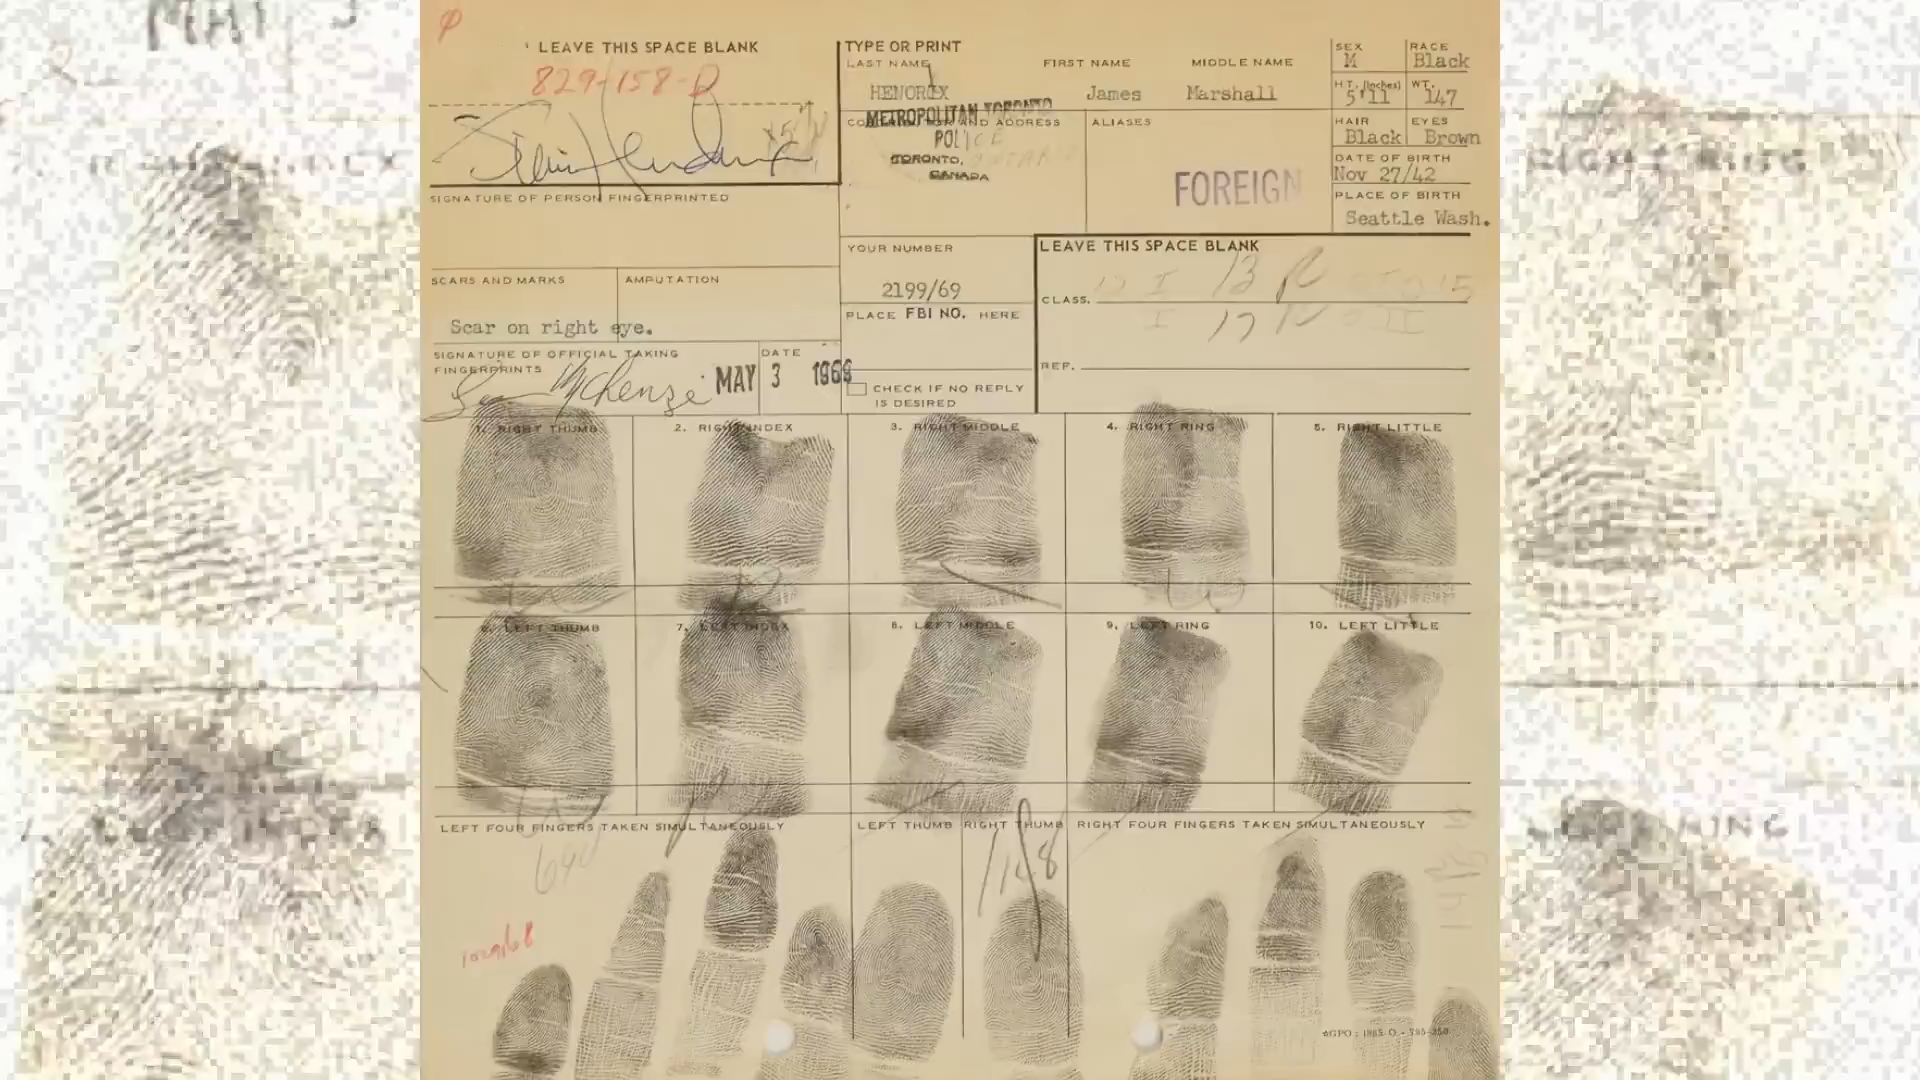 LEAVE THIS SPACE BLANK
829-158-D
SIGNATURE OF PERSON FINGERPRINTED
TYPE OR PRINT
LAST NAME FIRST NAME MIDDLE NAME
HENDRIX James Marshall
METROPOLITAN TORONTO
CONTRIBUTOR AND ADDRESS
POLICE
TORONTO, ONTARIO
CANADA
ALIASES
FOREIGN
SEX RACE
M Black
HT. (Inches) WT.
5'11 147
HAIR EYES
Black Brown
DATE OF BIRTH
Nov 27/42
PLACE OF BIRTH
Seattle Wash.
SCARS AND MARKS AMPUTATION
Scar on right eye.
YOUR NUMBER
2199/69
PLACE FBI NO. HERE
LEAVE THIS SPACE BLANK
CLASS.
REF.
SIGNATURE OF OFFICIAL TAKING FINGERPRINTS
DATE
MAY 3 1969
CHECK IF NO REPLY
IS DESIRED
1. RIGHT THUMB 2. RIGHT INDEX 3. RIGHT MIDDLE 4. RIGHT RING 5. RIGHT LITTLE
6. LEFT THUMB 7. LEFT INDEX 8. LEFT MIDDLE 9. LEFT RING 10. LEFT LITTLE
LEFT FOUR FINGERS TAKEN SIMULTANEOUSLY LEFT THUMB RIGHT THUMB RIGHT FOUR FINGERS TAKEN SIMULTANEOUSLY